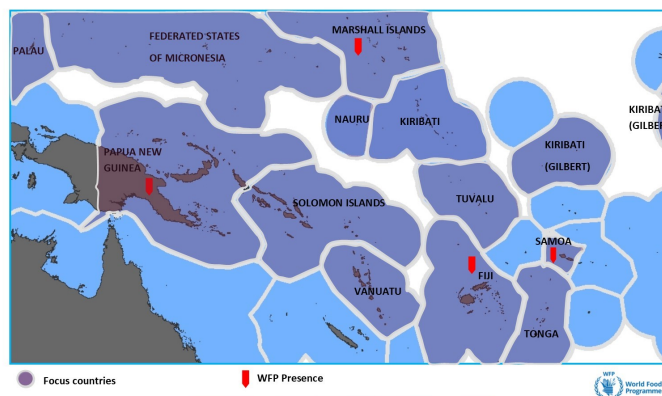 MARSHALL ISLANDS
FEDERATED STATES
OF MICRONESIA
PALAU
KIRIBATI
(GILBERT)
NAURU
KIRIBATI
KIRIBATI
(GILBERT)
PAPUA NEW
GUINEA
SOLOMON ISLANDS
TUVALU
SAMOA
FIJI
VANUATU
TONGA
Focus countries
WFP Presence
WFP
World Food
Programme